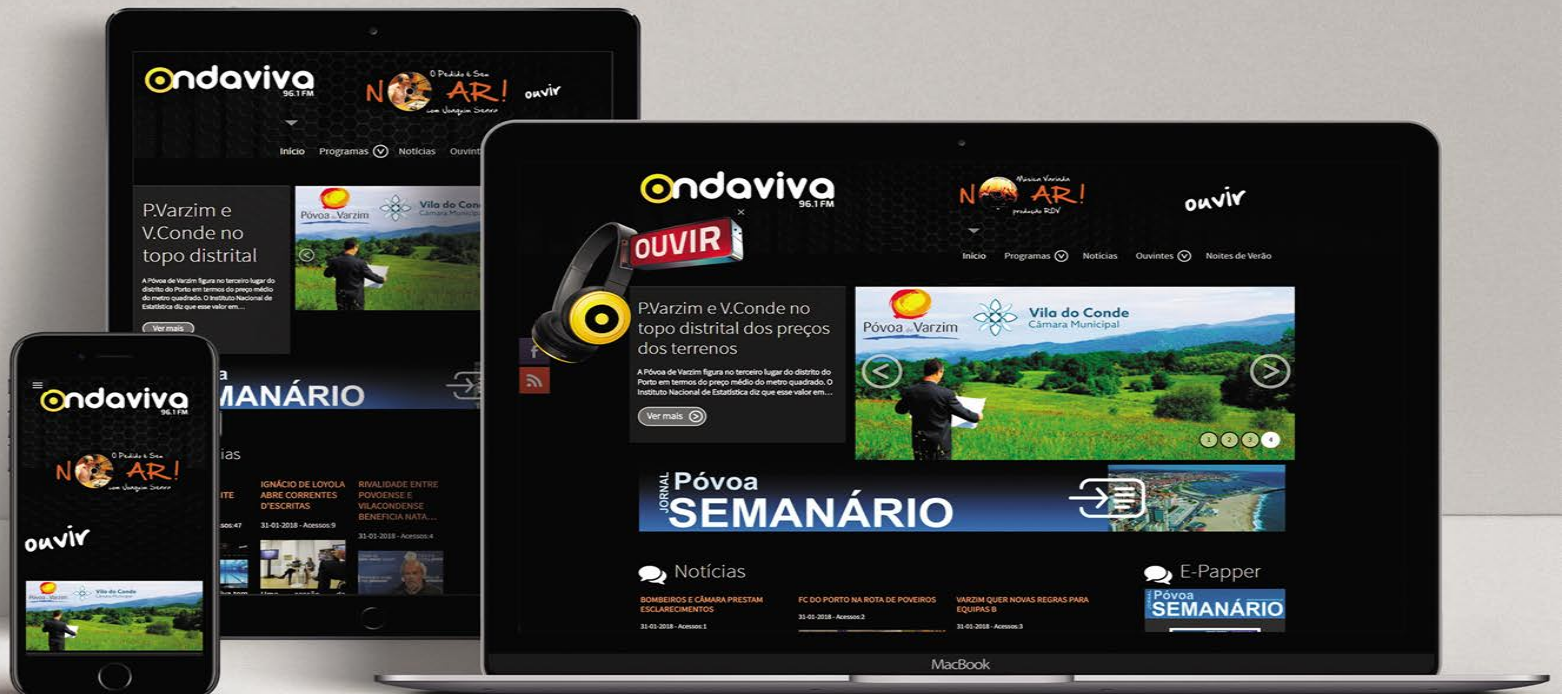 ondaviva
96.1 FM
O Pedido é Seu
NO AR!
com Joaquim
ouvir
Início Programas Notícias
P.Varzim e
V.Conde no
topo distrital
A Póvoa de Varzim figura no terceiro lugar do
distrito do Porto em termos do preço médio
do metro quadrado. O Instituto Nacional de
Estatística diz que esse valor em…
Ver mais
Póvoa de Varzim
Vila do
Câmara
IGNÁCIO DE LOYOLA
ABRE CORRENTES
D'ESCRITAS
31-01-2018 - Acessos:9
RIVALIDADE ENTRE
POVOENSE E
VILACONDENSE
BENEFICIA NATA…
31-01-2018 - Acessos:4
ondaviva
96.1 FM
O Pedido é Seu
NO AR!
com Joaquim
ouvir
Póvoa de Varzim
Vila do Conde
ondaviva
96.1 FM
Música Variada
NO AR!
produção RDV
ouvir
OUVIR
Início Programas Notícias Ouvintes Noites de Verão
P.Varzim e V.Conde no
topo distrital dos preços
dos terrenos
A Póvoa de Varzim figura no terceiro lugar do distrito do
Porto em termos do preço médio do metro quadrado. O
Instituto Nacional de Estatística diz que esse valor em…
Ver mais
Póvoa de Varzim
Vila do Conde
Câmara Municipal
1 2 3 4
JORNAL
Póvoa
SEMANÁRIO
Notícias
E-Papper
BOMBEIROS E CÂMARA PRESTAM
ESCLARECIMENTOS
31-01-2018 - Acessos:1
FC DO PORTO NA ROTA DE POVEIROS
31-01-2018 - Acessos:2
VARZIM QUER NOVAS REGRAS PARA
EQUIPAS B
31-01-2018 - Acessos:3
Póvoa
SEMANÁRIO
MacBook